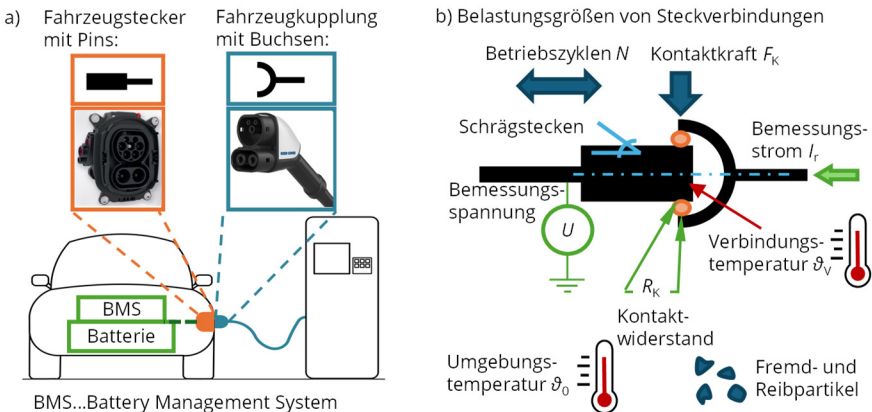 a) Fahrzeugstecker
mit Pins:
Fahrzeugkupplung
mit Buchsen:
BMS
Batterie
BMS...Battery Management System
b) Belastungsgrößen von Steckverbindungen
Betriebszyklen N
Kontaktkraft F_K
Schrägstecken
Bemessungs-
strom I_r
Bemessungs-
spannung
U
Verbindungs-
temperatur ϑ_V
R_K
Kontakt-
widerstand
Umgebungs-
temperatur ϑ_0
Fremd- und
Reibpartikel